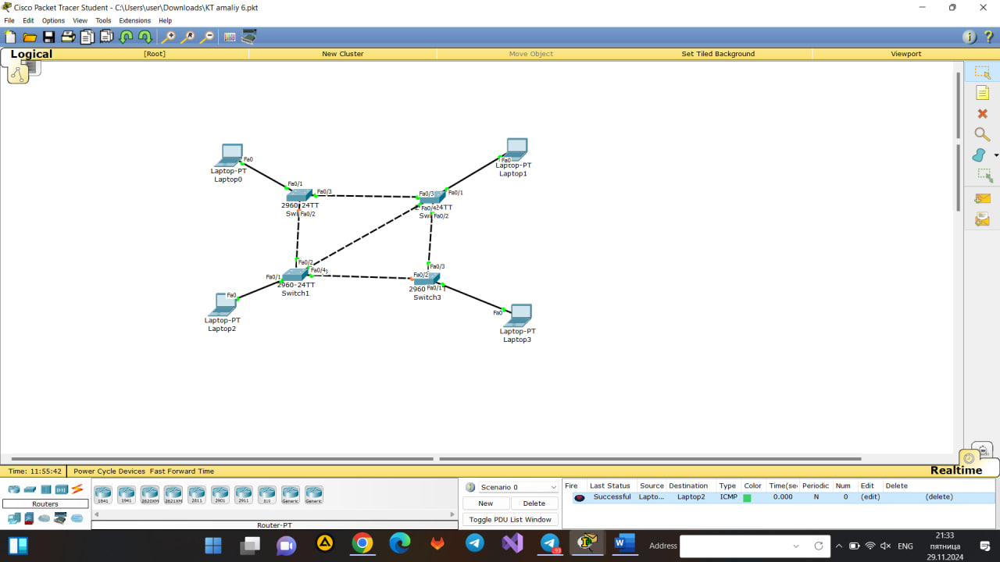 Cisco Packet Tracer Student - C:\Users\user\Downloads\KT amaliy 6.pkt
File Edit Options View Tools Extensions Help
Logical [Root] New Cluster Move Object Set Tiled Background Viewport
Fa0
Laptop-PT
Laptop0
Fa0
Laptop-PT
Laptop1
Fa0/1
Fa0/3
2960-24TT
Fa0/2
Fa0/3
Fa0/1
Fa0/4
24TT
Fa0/2
Fa0/2
Fa0/4
Fa0/1
2960-24TT
Switch1
Fa0/3
Fa0/2
2960
Fa0/1
Switch3
Fa0
Laptop-PT
Laptop2
Fa0
Laptop-PT
Laptop3
Realtime
Time: 11:55:42 Power Cycle Devices Fast Forward Time
Routers
1841 1941 2620XM 2621XM 2811 2901 2911 819 Generic Generic
Router-PT
Scenario 0
New Delete
Toggle PDU List Window
Fire Last Status Source Destination Type Color Time(sec Periodic Num Edit Delete
Successful Lapto... Laptop2 ICMP 0.000 N 0 (edit) (delete)
Address
ENG
21:33
пятница
29.11.2024